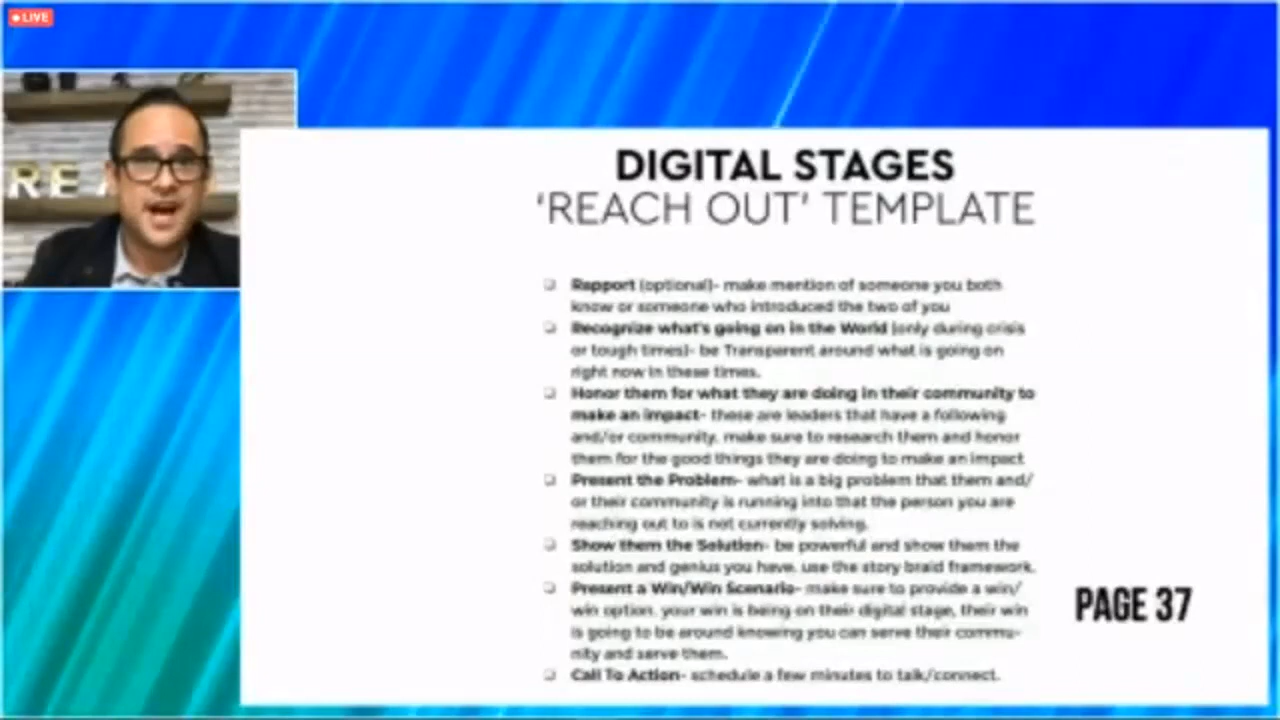 LIVE
REA
DIGITAL STAGES
‘REACH OUT’ TEMPLATE
❏ Rapport (optional)- make mention of someone you both
know or someone who introduced the two of you
❏ Recognize what's going on in the World (only during crisis
or tough times)- be Transparent around what is going on
right now in these times.
❏ Honor them for what they are doing in their community to
make an impact- these are leaders that have a following
and/or community. make sure to research them and honor
them for the good things they are doing to make an impact
❏ Present the Problem- what is a big problem that them and/
or their community is running into that the person you are
reaching out to is not currently solving.
❏ Show them the Solution- be powerful and show them the
solution and genius you have. use the story braid framework.
❏ Present a Win/Win Scenario- make sure to provide a win/
win option. your win is being on their digital stage, their win
is going to be around knowing you can serve their commu-
nity and serve them.
❏ Call To Action- schedule a few minutes to talk/connect.
PAGE 37